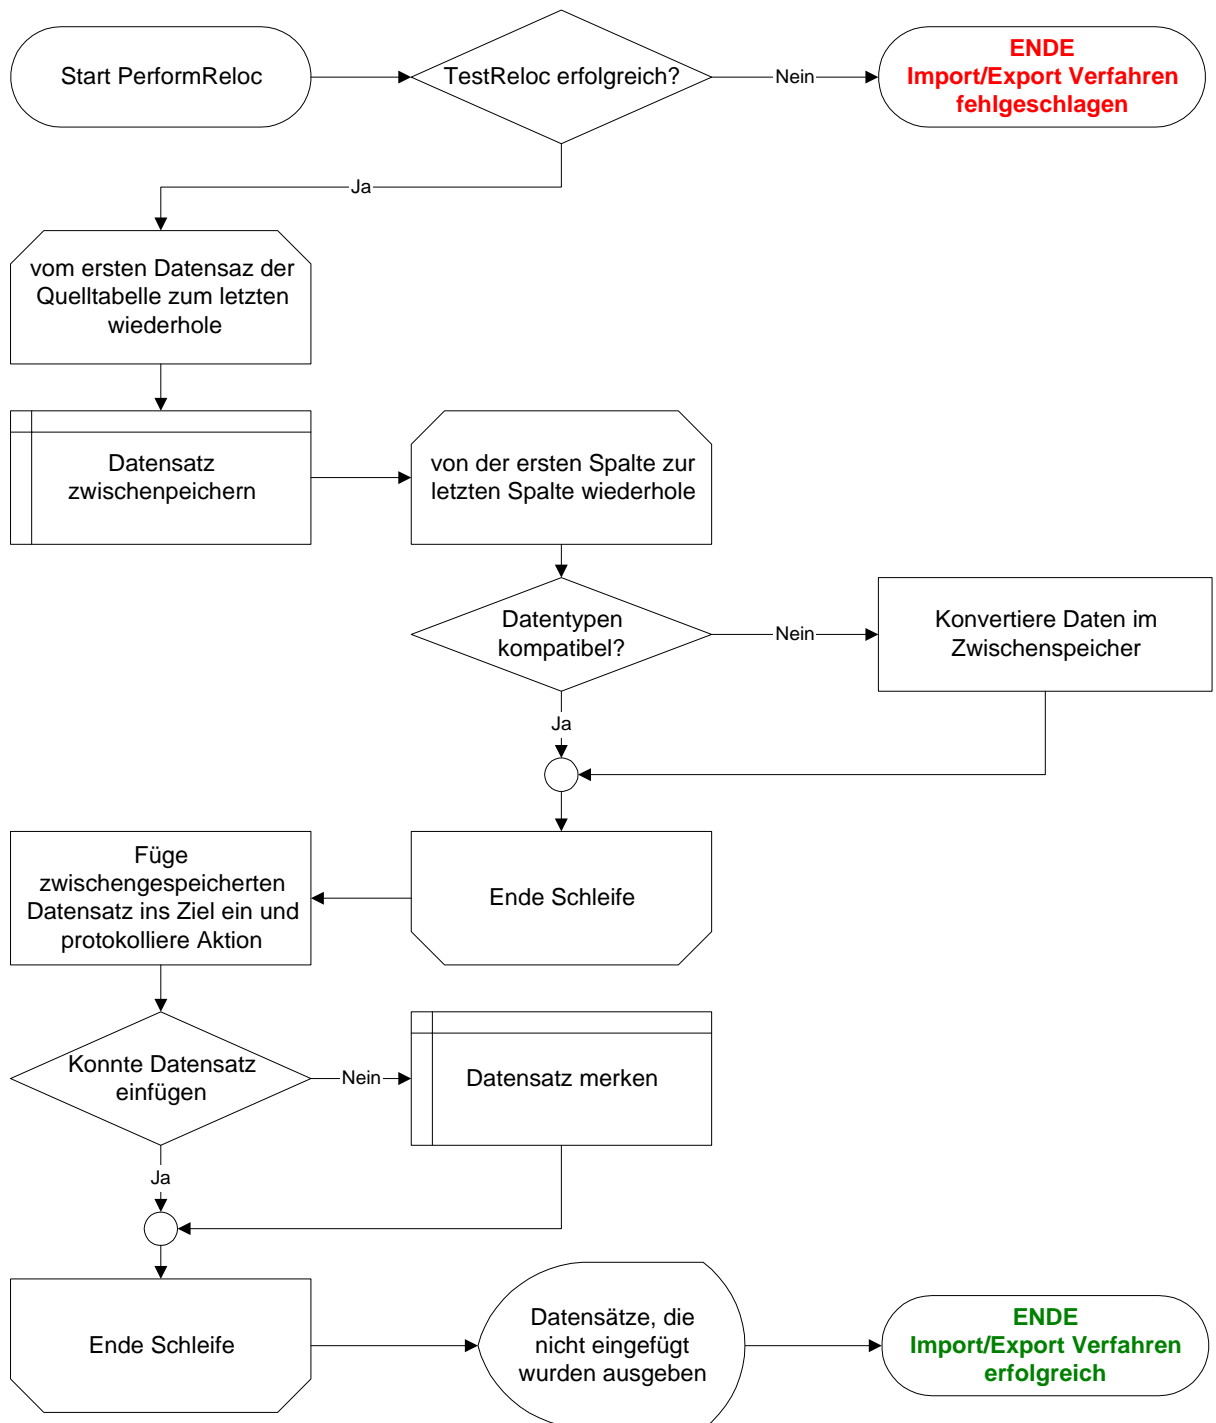 Start PerformReloc
TestReloc erfolgreich?
Nein
ENDE
Import/Export Verfahren
fehlgeschlagen
Ja
vom ersten Datensaz der
Quelltabelle zum letzten
wiederhole
Datensatz
zwischenpeichern
von der ersten Spalte zur
letzten Spalte wiederhole
Datentypen
kompatibel?
Nein
Konvertiere Daten im
Zwischenspeicher
Ja
Ende Schleife
Füge
zwischengespeicherten
Datensatz ins Ziel ein und
protokolliere Aktion
Konnte Datensatz
einfügen
Nein
Datensatz merken
Ja
Ende Schleife
Datensätze, die
nicht eingefügt
wurden ausgeben
ENDE
Import/Export Verfahren
erfolgreich